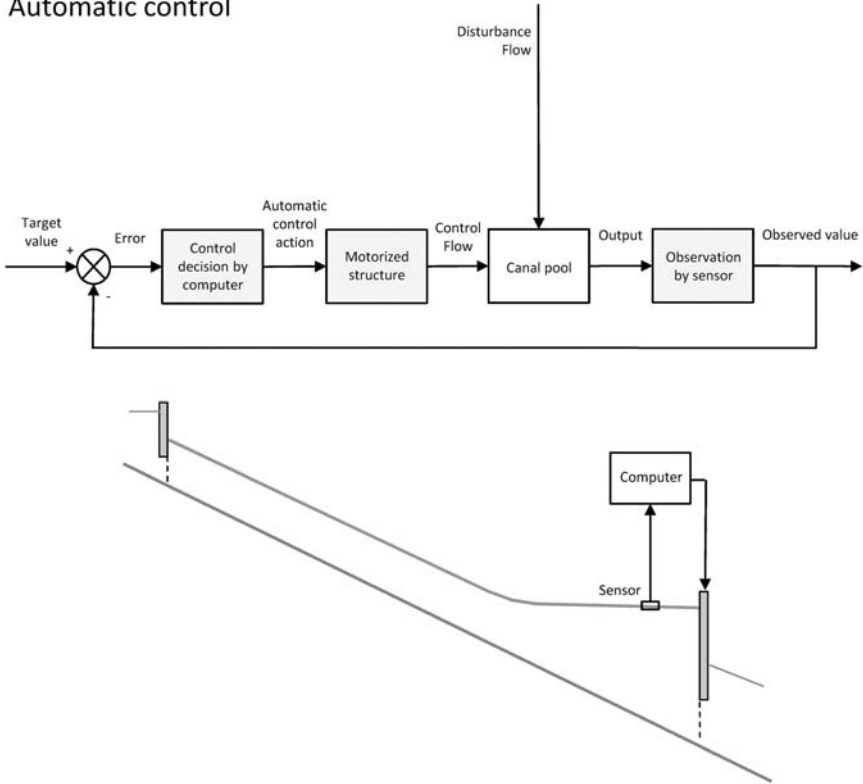 Automatic control
Disturbance
Flow
Target
value
+
-
Error
Control
decision by
computer
Automatic
control
action
Motorized
structure
Control
Flow
Canal pool
Output
Observation
by sensor
Observed value
Computer
Sensor